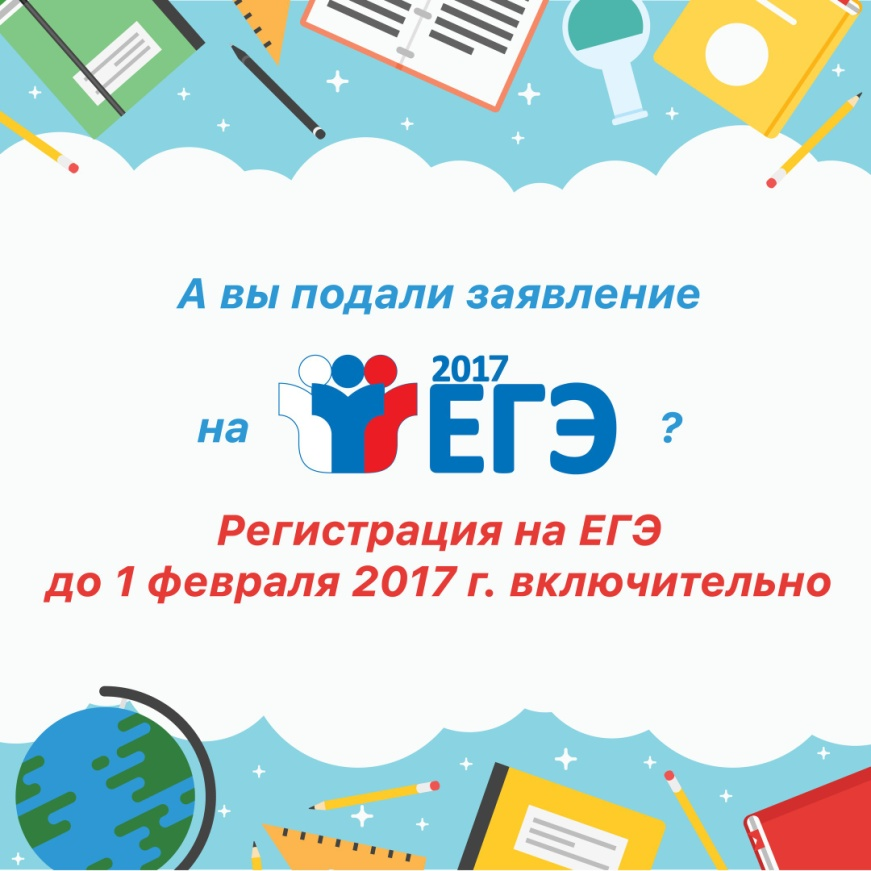 А вы подали заявление
2017
на ЕГЭ ?
Регистрация на ЕГЭ
до 1 февраля 2017 г. включительно